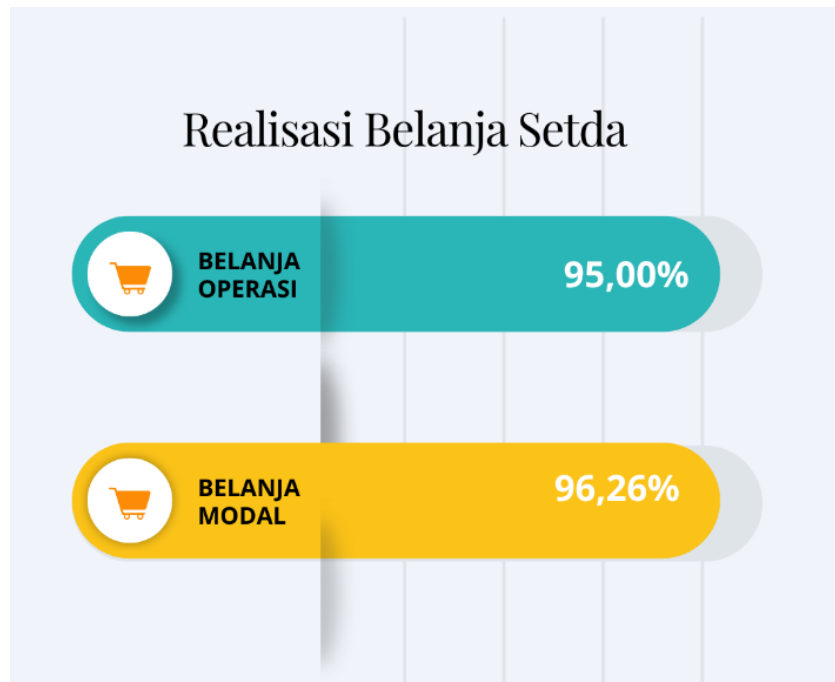 Realisasi Belanja Setda
BELANJA
OPERASI
95,00%
BELANJA
MODAL
96,26%